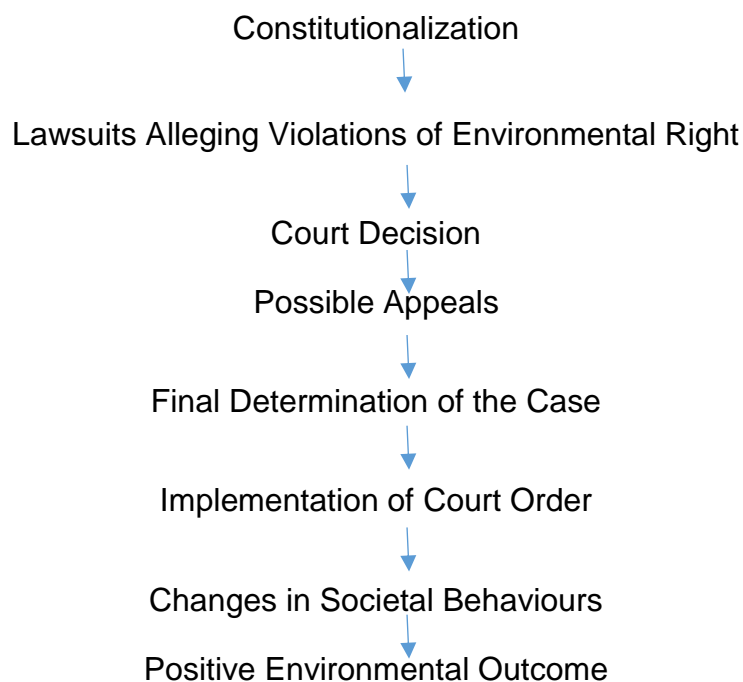 Constitutionalization
Lawsuits Alleging Violations of Environmental Right
Court Decision
Possible Appeals
Final Determination of the Case
Implementation of Court Order
Changes in Societal Behaviours
Positive Environmental Outcome